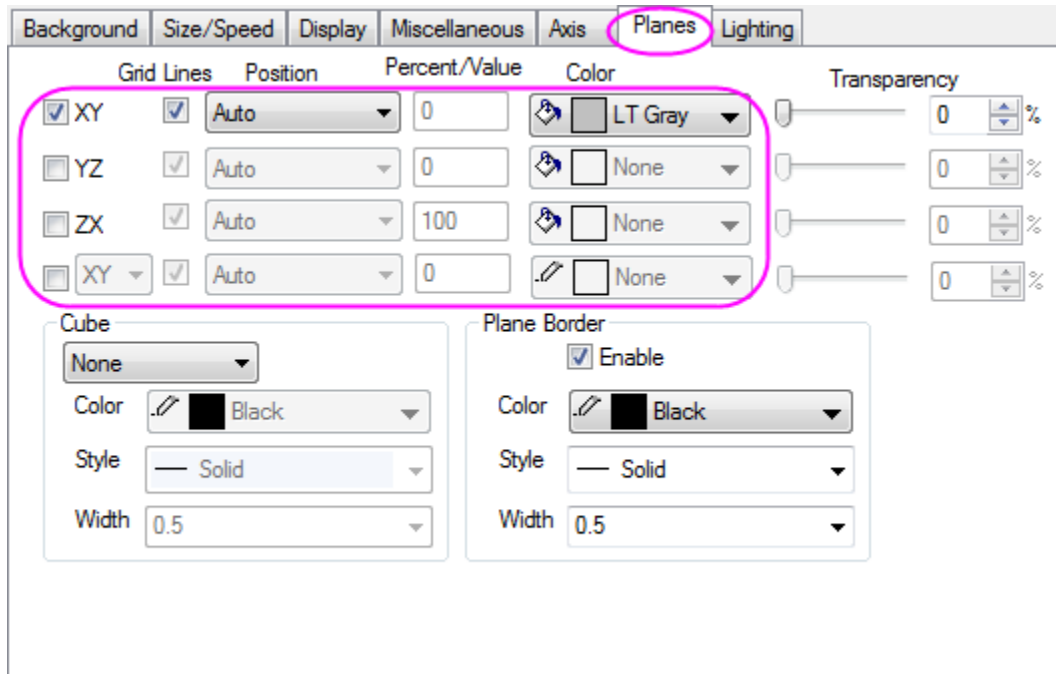 Background Size/Speed Display Miscellaneous Axis Planes Lighting
Grid Lines Position Percent/Value Color Transparency
XY Auto 0 LT Gray 0 %
YZ Auto 0 None 0 %
ZX Auto 100 None 0 %
XY Auto 0 None 0 %
Cube Plane Border
None Enable
Color Black Color Black
Style Solid Style Solid
Width 0.5 Width 0.5